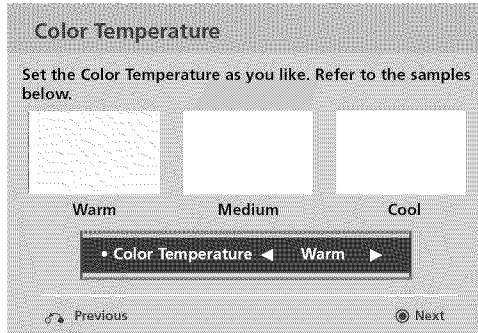 Color Temperature
Set the Color Temperature as you like. Refer to the samples
below.
Warm Medium Cool
• Color Temperature ◀ Warm ▶
Previous Next